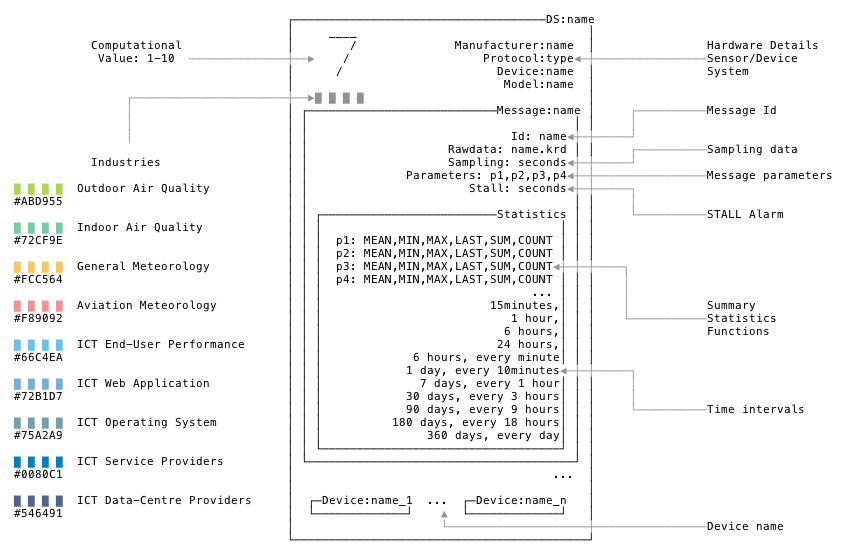 DS:name
Computational
Value: 1-10
7
Manufacturer:name
Protocol:type
Device:name
Model:name
Hardware Details
Sensor/Device
System
Message:name
Message Id
Id: name
Rawdata: name.krd
Sampling: seconds
Sampling data
Parameters: p1,p2,p3,p4
Message parameters
Stall: seconds
STALL Alarm
Industries
Outdoor Air Quality
#ABD955
Indoor Air Quality
#72CF9E
General Meteorology
#FCC564
Aviation Meteorology
#F89092
ICT End-User Performance
#66C4EA
ICT Web Application
#72B1D7
ICT Operating System
#75A2A9
ICT Service Providers
#0080C1
ICT Data-Centre Providers
#546491
Statistics
p1: MEAN,MIN,MAX,LAST,SUM,COUNT
p2: MEAN,MIN,MAX,LAST,SUM,COUNT
p3: MEAN,MIN,MAX,LAST,SUM,COUNT
p4: MEAN,MIN,MAX,LAST,SUM,COUNT
...
15minutes,
1 hour,
6 hours,
24 hours,
6 hours, every minute
1 day, every 10minutes
7 days, every 1 hour
30 days, every 3 hours
90 days, every 9 hours
180 days, every 18 hours
360 days, every day
Summary
Statistics
Functions
Time intervals
...
Device:name_1 ... Device:name_n
Device name